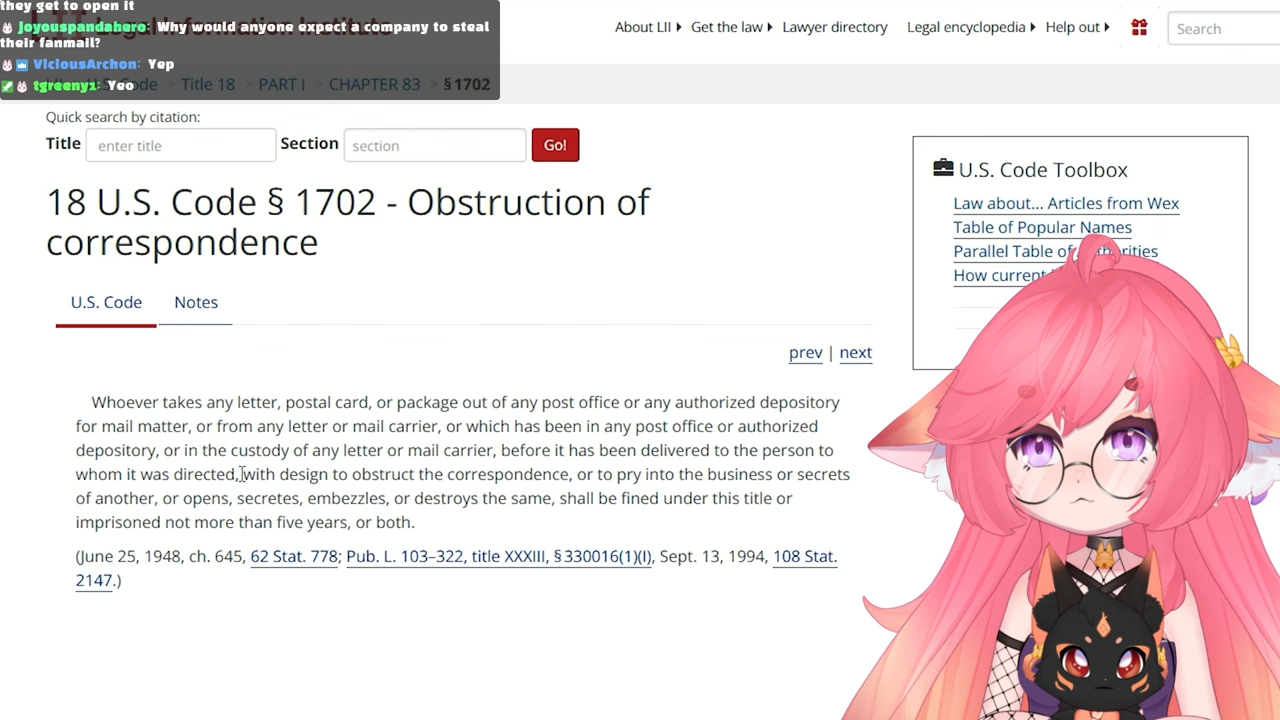 they get to open it
Joyouspandahero: Why would anyone expect a company to steal
their fanmail?
ViciousArchon: Yep
tgreeny1: Yeo
About LII
Get the law
Lawyer directory
Legal encyclopedia
Help out
Search
Title 18 > PART I > CHAPTER 83 > § 1702
Quick search by citation:
Title enter title Section section Go!
18 U.S. Code § 1702 - Obstruction of
correspondence
U.S. Code Notes
prev | next
Whoever takes any letter, postal card, or package out of any post office or any authorized depository
for mail matter, or from any letter or mail carrier, or which has been in any post office or authorized
depository, or in the custody of any letter or mail carrier, before it has been delivered to the person to
whom it was directed, with design to obstruct the correspondence, or to pry into the business or secrets
of another, or opens, secretes, embezzles, or destroys the same, shall be fined under this title or
imprisoned not more than five years, or both.
(June 25, 1948, ch. 645, 62 Stat. 778; Pub. L. 103–322, title XXXIII, § 330016(1)(I), Sept. 13, 1994, 108 Stat.
2147.)
U.S. Code Toolbox
Law about... Articles from Wex
Table of Popular Names
Parallel Table of
How current